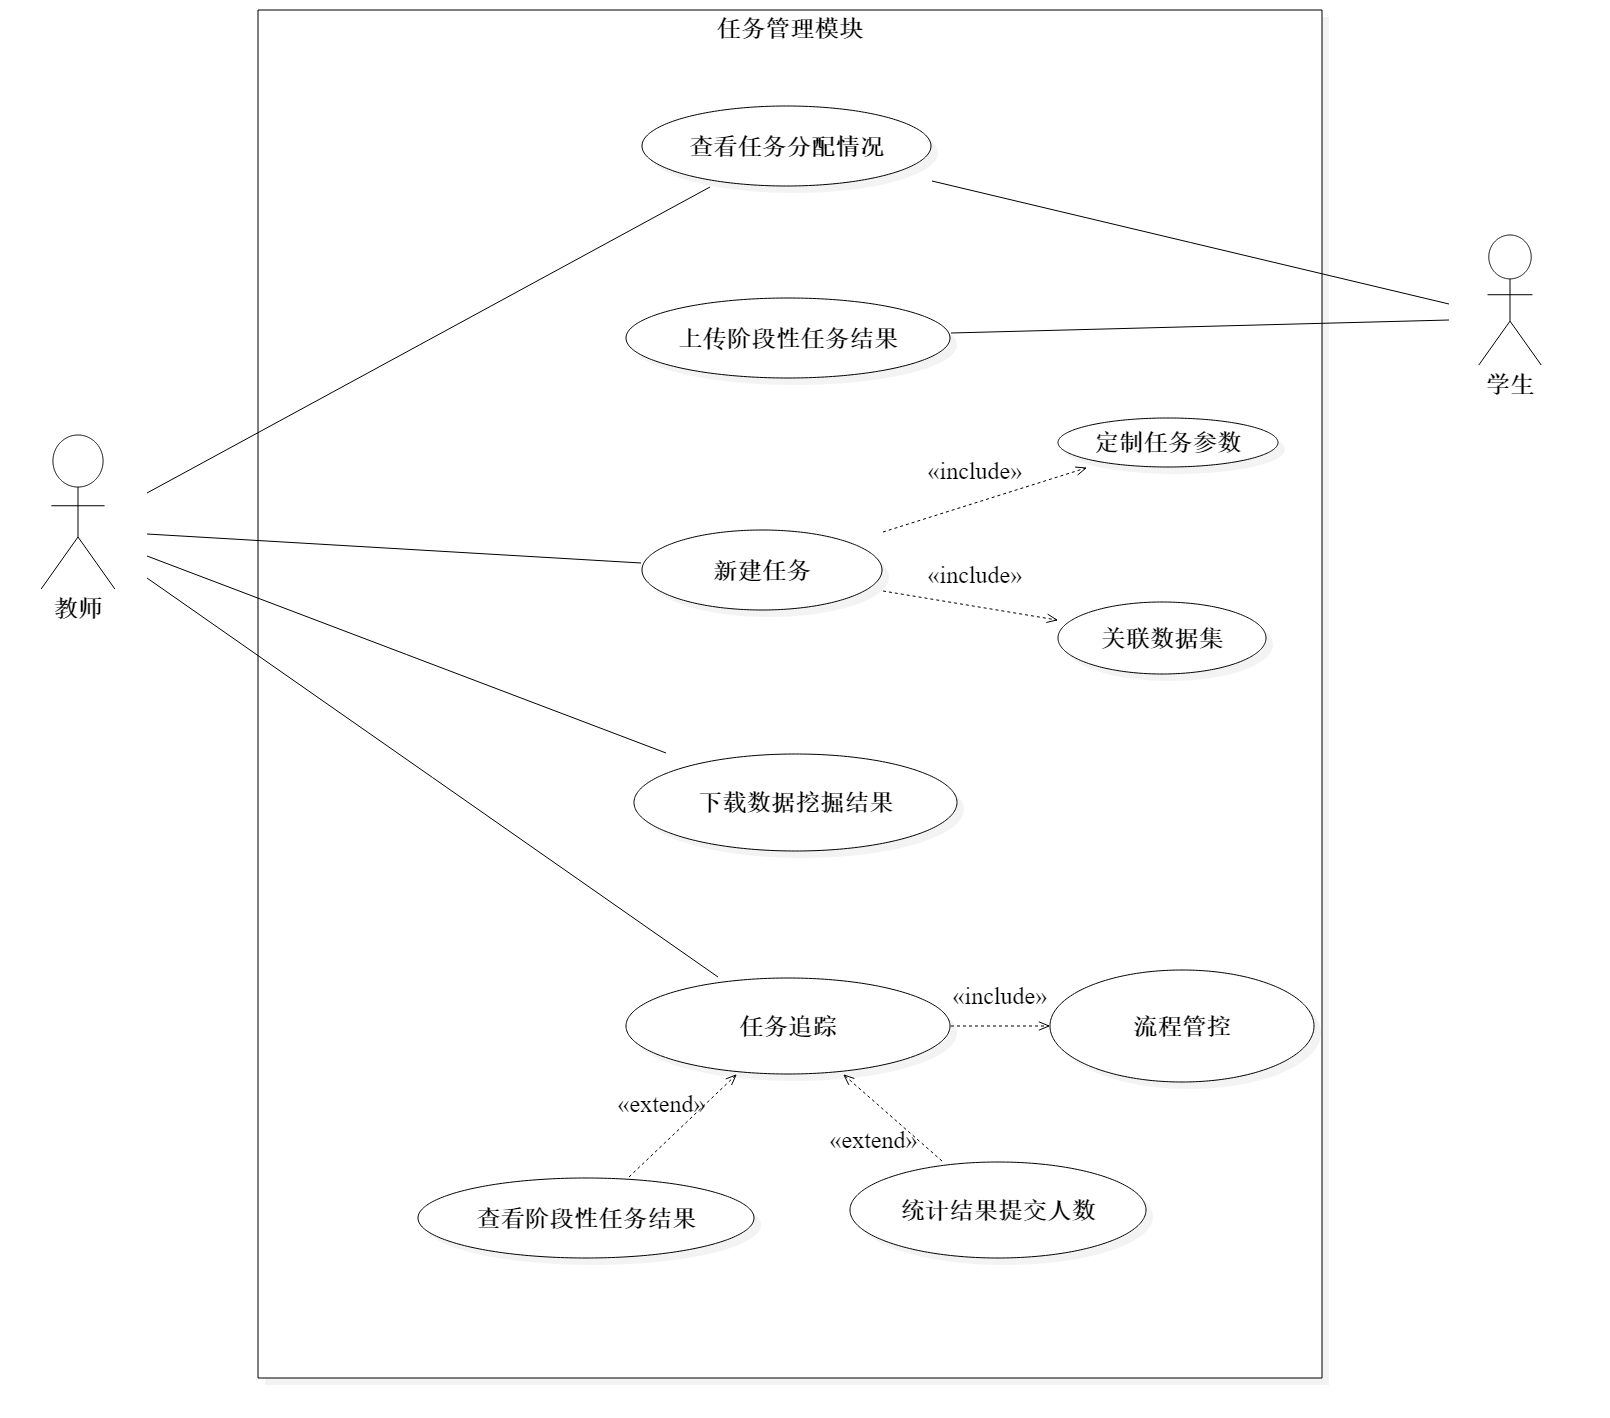 任务管理模块
查看任务分配情况
上传阶段性任务结果
学生
定制任务参数
«include»
新建任务
«include»
教师
关联数据集
下载数据挖掘结果
任务追踪
«include»
流程管控
«extend»
«extend»
查看阶段性任务结果
统计结果提交人数